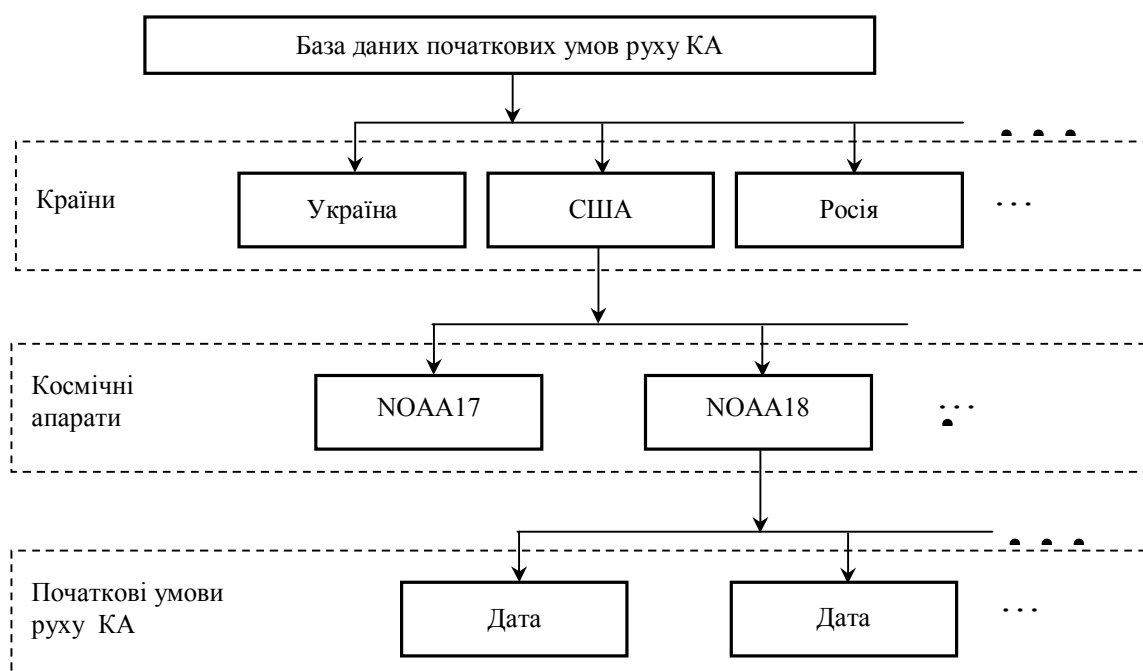 База даних початкових умов руху КА
Країни
Україна
США
Росія
...
Космічні
апарати
NOAA17
NOAA18
...
Початкові умови
руху КА
Дата
Дата
...